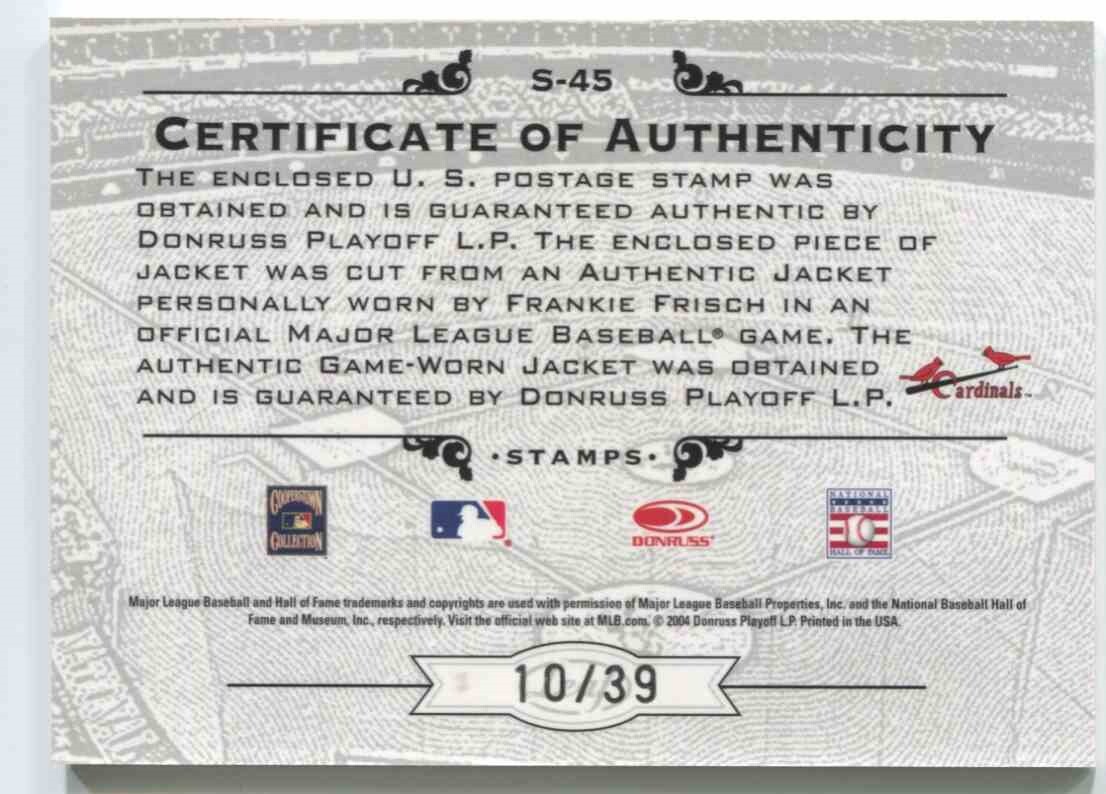 S-45
CERTIFICATE OF AUTHENTICITY
THE ENCLOSED U. S. POSTAGE STAMP WAS
OBTAINED AND IS GUARANTEED AUTHENTIC BY
DONRUSS PLAYOFF L.P. THE ENCLOSED PIECE OF
JACKET WAS CUT FROM AN AUTHENTIC JACKET
PERSONALLY WORN BY FRANKIE FRISCH IN AN
OFFICIAL MAJOR LEAGUE BASEBALL® GAME. THE
AUTHENTIC GAME-WORN JACKET WAS OBTAINED
AND IS GUARANTEED BY DONRUSS PLAYOFF L.P.
Cardinals™
·STAMPS·
COOPERSTOWN
COLLECTION
DONRUSS®
NATIONAL
BASEBALL
HALL OF FAME
Major League Baseball and Hall of Fame trademarks and copyrights are used with permission of Major League Baseball Properties, Inc. and the National Baseball Hall of
Fame and Museum, Inc., respectively. Visit the official web site at MLB.com. © 2004 Donruss Playoff L.P. Printed in the USA.
10/39